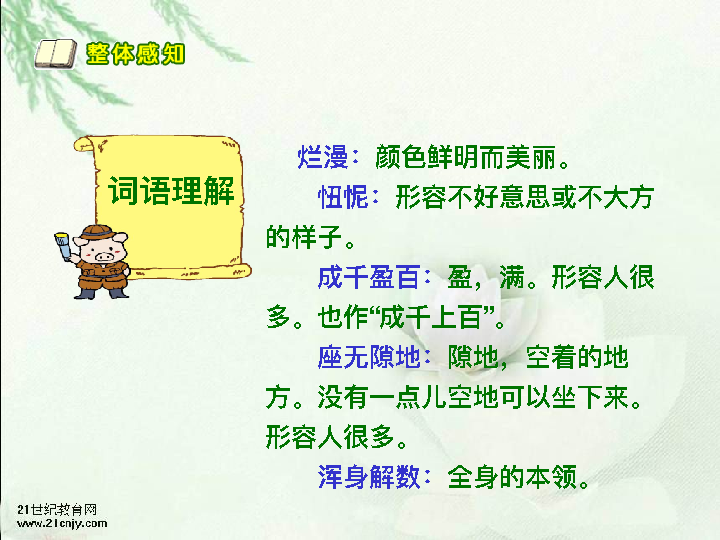 整体感知
词语理解
烂漫：颜色鲜明而美丽。
忸怩：形容不好意思或不大方
的样子。
成千盈百：盈，满。形容人很
多。也作“成千上百”。
座无隙地：隙地，空着的地
方。没有一点儿空地可以坐下来。
形容人很多。
浑身解数：全身的本领。
21世纪教育网
www.21cnjy.com